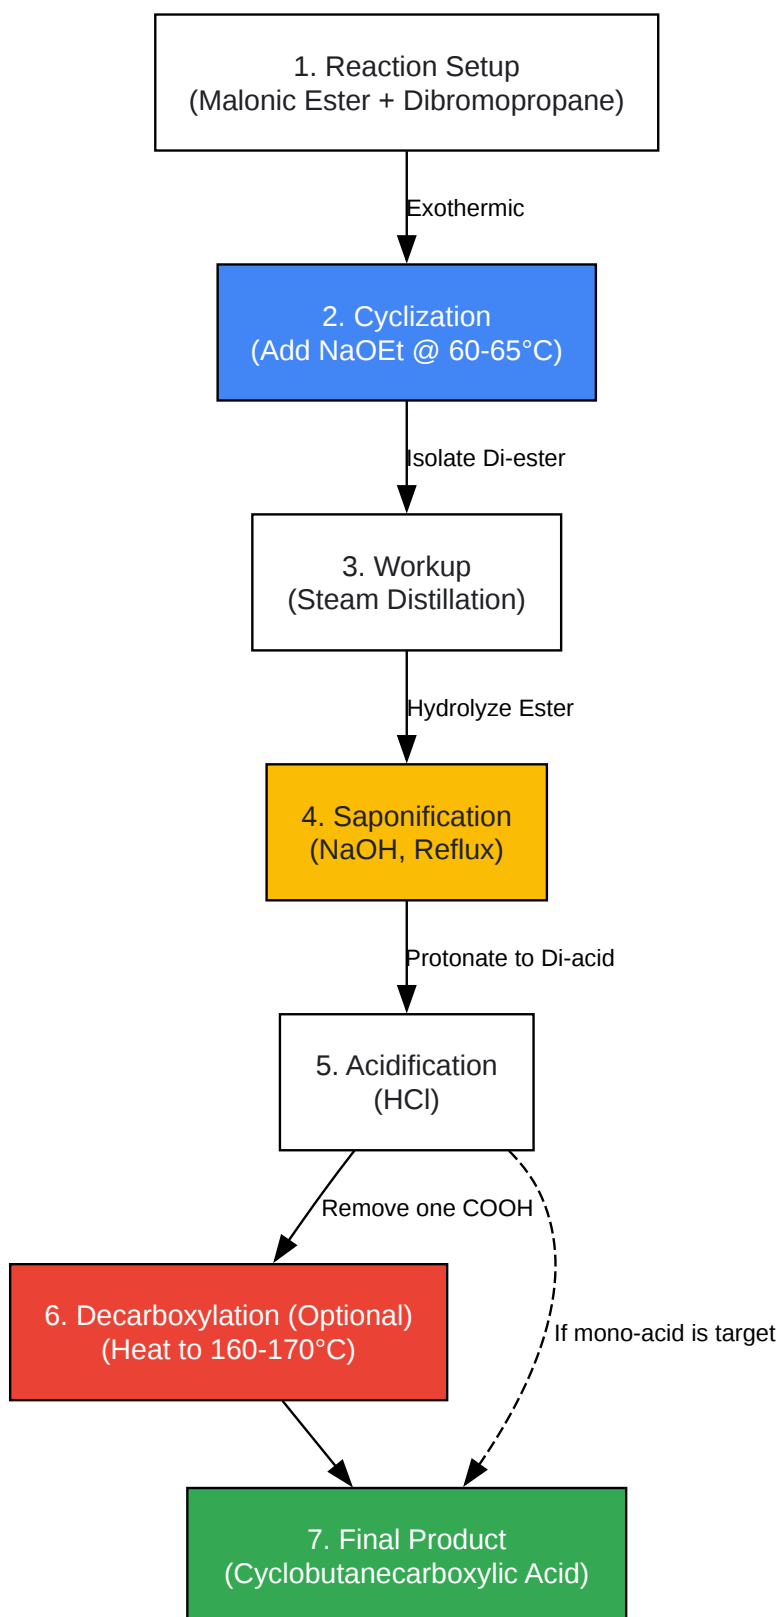 1. Reaction Setup
(Malonic Ester + Dibromopropane)
Exothermic
2. Cyclization
(Add NaOEt @ 60-65°C)
Isolate Di-ester
3. Workup
(Steam Distillation)
Hydrolyze Ester
4. Saponification
(NaOH, Reflux)
Protonate to Di-acid
5. Acidification
(HCl)
Remove one COOH
6. Decarboxylation (Optional)
(Heat to 160-170°C)
If mono-acid is target
7. Final Product
(Cyclobutanecarboxylic Acid)